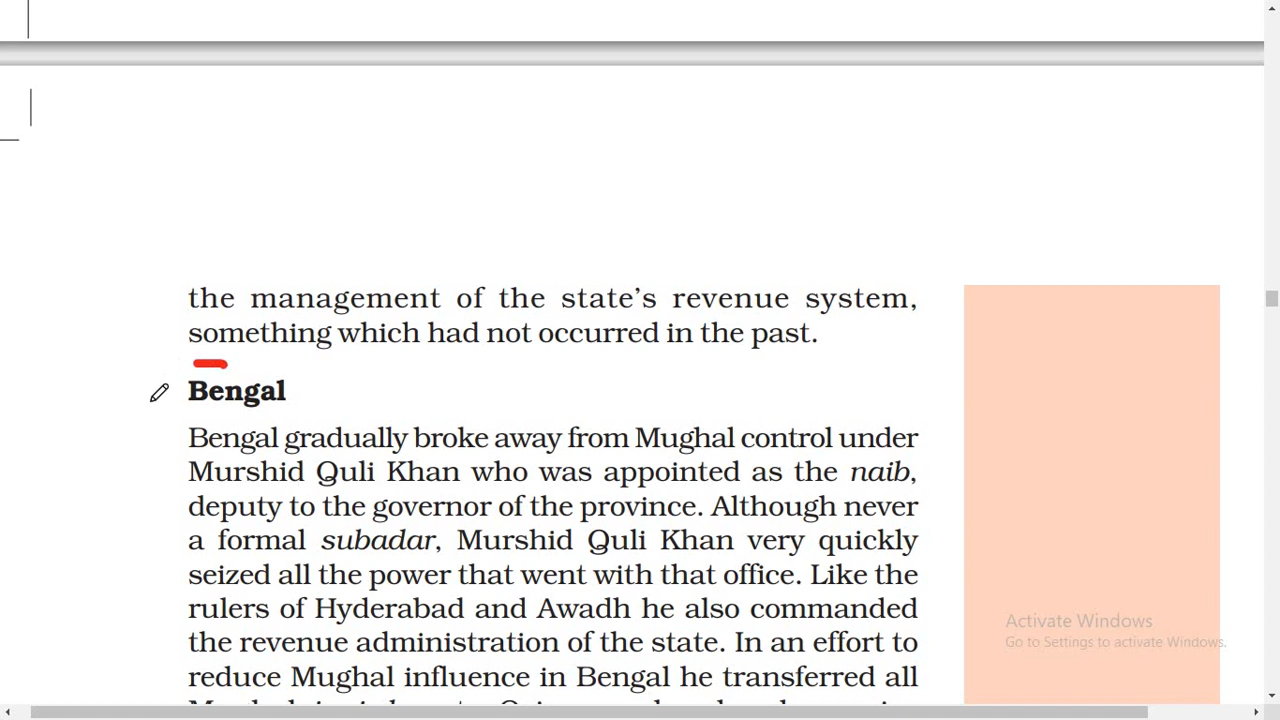 the management of the state’s revenue system,
something which had not occurred in the past.
Bengal
Bengal gradually broke away from Mughal control under
Murshid Quli Khan who was appointed as the naib,
deputy to the governor of the province. Although never
a formal subadar, Murshid Quli Khan very quickly
seized all the power that went with that office. Like the
rulers of Hyderabad and Awadh he also commanded
the revenue administration of the state. In an effort to
reduce Mughal influence in Bengal he transferred all
Activate Windows
Go to Settings to activate Windows.